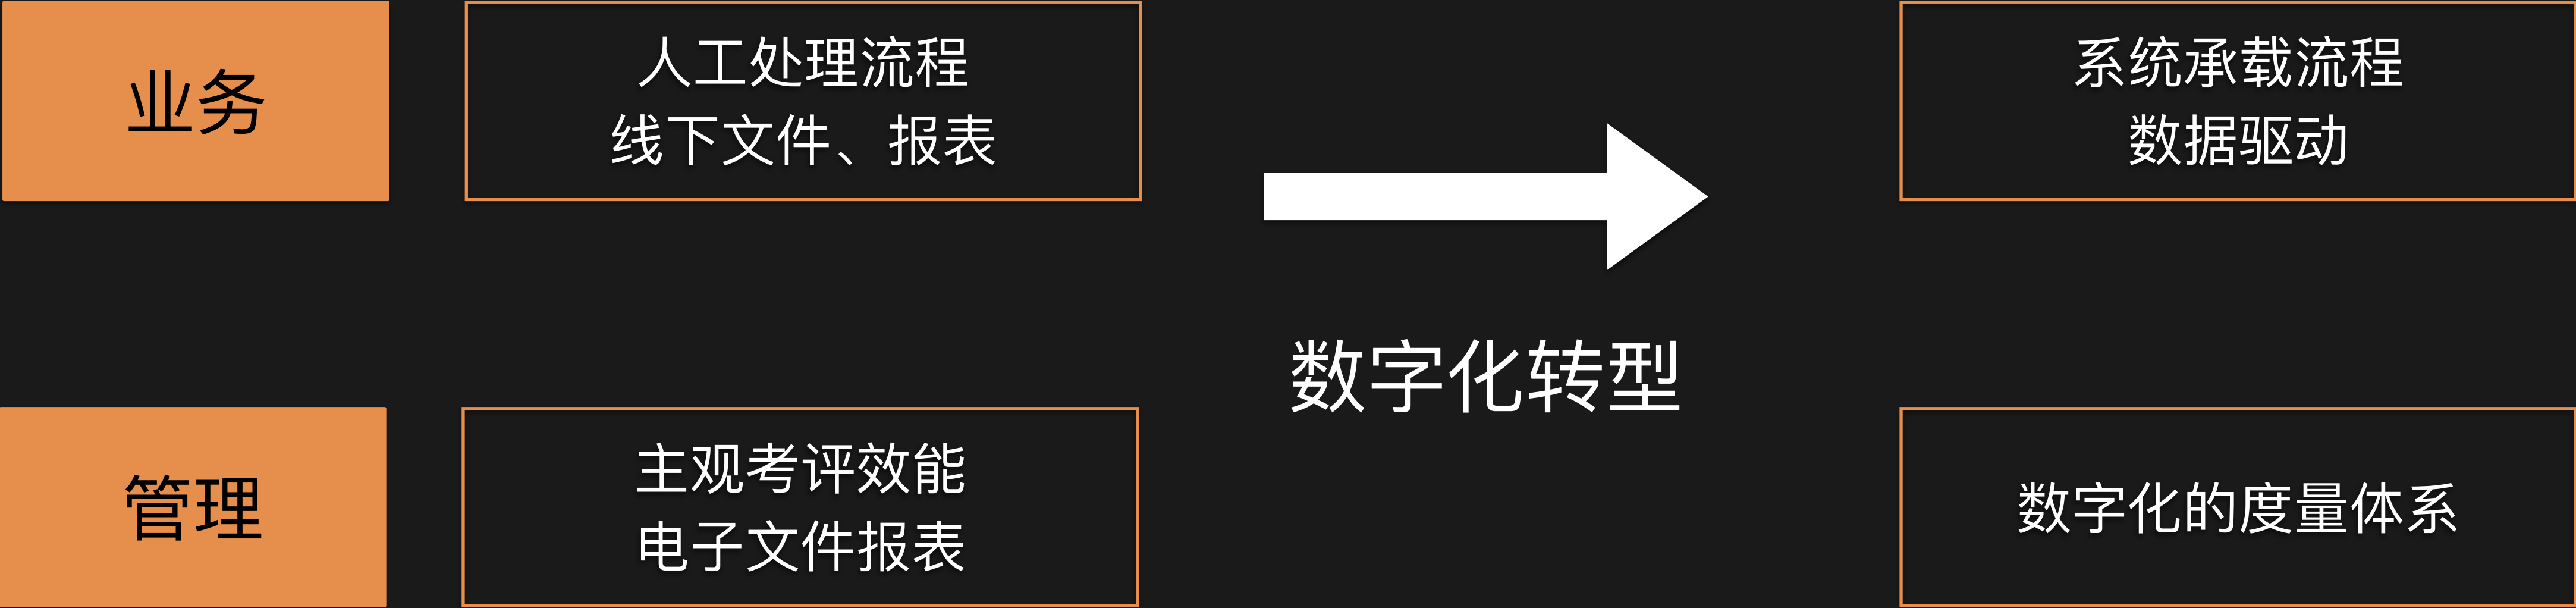 业务
人工处理流程
线下文件、报表
系统承载流程
数据驱动
数字化转型
管理
主观考评效能
电子文件报表
数字化的度量体系